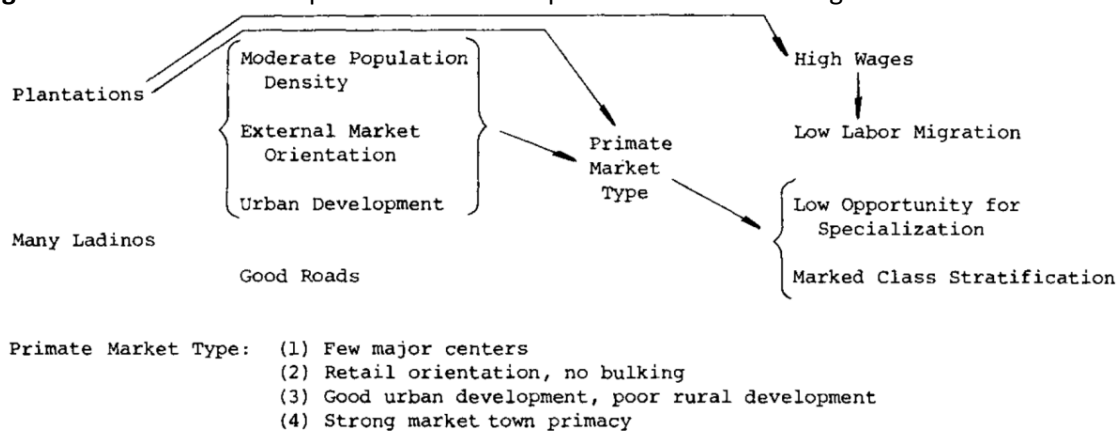 Plantations
Many Ladinos
Moderate Population
Density
External Market
Orientation
Urban Development
Good Roads
Primate
Market
Type
High Wages
Low Labor Migration
Low Opportunity for
Specialization
Marked Class Stratification
Primate Market Type: (1) Few major centers
(2) Retail orientation, no bulking
(3) Good urban development, poor rural development
(4) Strong market town primacy